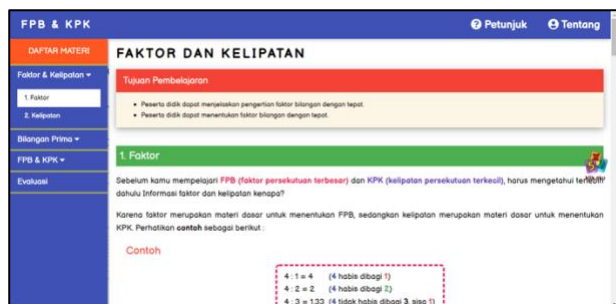 FPB & KPK
Petunjuk
Tentang
DAFTAR MATERI
Faktor & Kelipatan
1. Faktor
2. Kelipatan
Bilangan Prima
FPB & KPK
Evaluasi
FAKTOR DAN KELIPATAN
Tujuan Pembelajaran
• Peserta didik dapat menjelaskan pengertian faktor bilangan dengan tepat.
• Peserta didik dapat menentukan faktor bilangan dengan tepat.
1. Faktor
Sebelum kamu mempelajari FPB (faktor persekutuan terbesar) dan KPK (kelipatan persekutuan terkecil), harus mengetahui terlebih
dahulu Informasi faktor dan kelipatan kenapa?
Karena faktor merupakan materi dasar untuk menentukan FPB, sedangkan kelipatan merupakan materi dasar untuk menentukan
KPK. Perhatikan contoh sebagai berikut :
Contoh
4 : 1 = 4 (4 habis dibagi 1)
4 : 2 = 2 (4 habis dibagi 2)
4 : 3 = 1,33 (4 tidak habis dibagi 3, sisa 1)